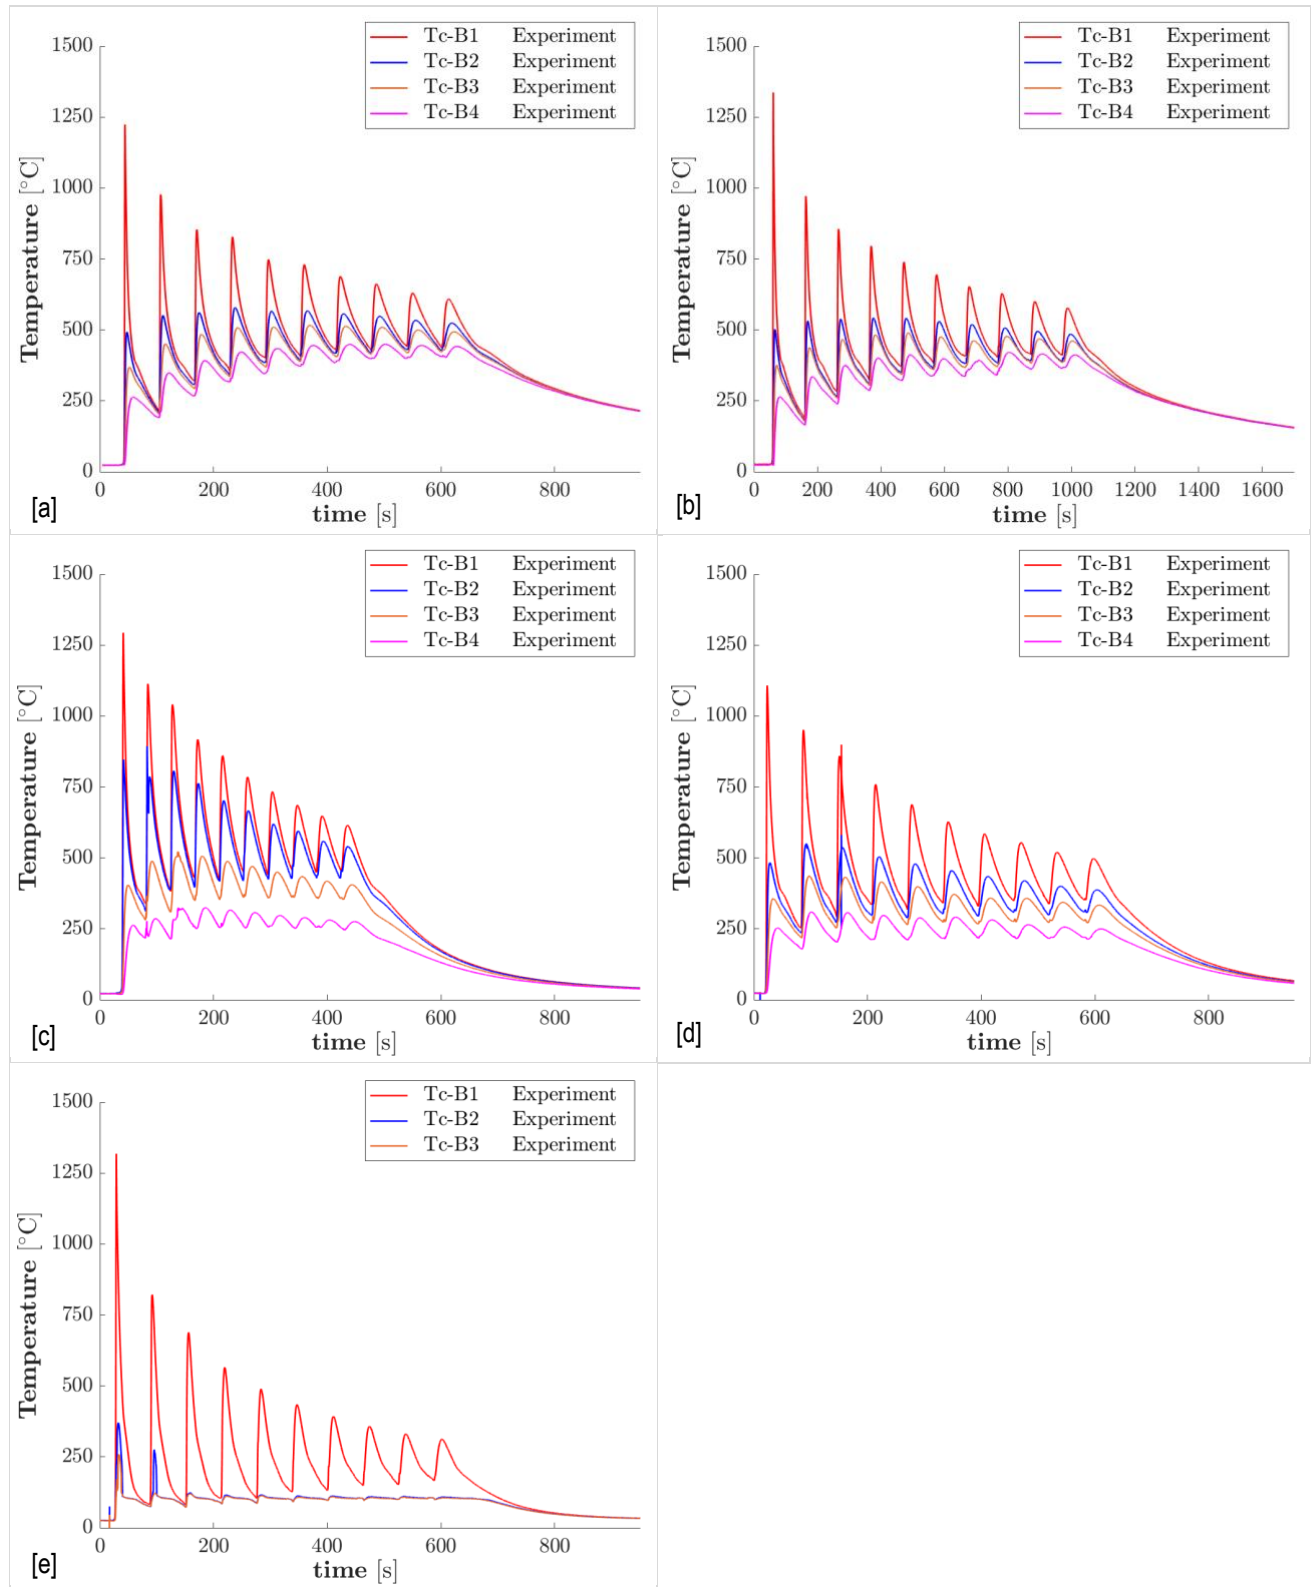 Tc-B1 Experiment
Tc-B2 Experiment
Tc-B3 Experiment
Tc-B4 Experiment
1500
1250
1000
750
500
250
0
Temperature [°C]
0 200 400 600 800
time [s]
[a]
Tc-B1 Experiment
Tc-B2 Experiment
Tc-B3 Experiment
Tc-B4 Experiment
1500
1250
1000
750
500
250
0
Temperature [°C]
0 200 400 600 800 1000 1200 1400 1600
time [s]
[b]
Tc-B1 Experiment
Tc-B2 Experiment
Tc-B3 Experiment
Tc-B4 Experiment
1500
1250
1000
750
500
250
0
Temperature [°C]
0 200 400 600 800
time [s]
[c]
Tc-B1 Experiment
Tc-B2 Experiment
Tc-B3 Experiment
Tc-B4 Experiment
1500
1250
1000
750
500
250
0
Temperature [°C]
0 200 400 600 800
time [s]
[d]
Tc-B1 Experiment
Tc-B2 Experiment
Tc-B3 Experiment
1500
1250
1000
750
500
250
0
Temperature [°C]
0 200 400 600 800
time [s]
[e]